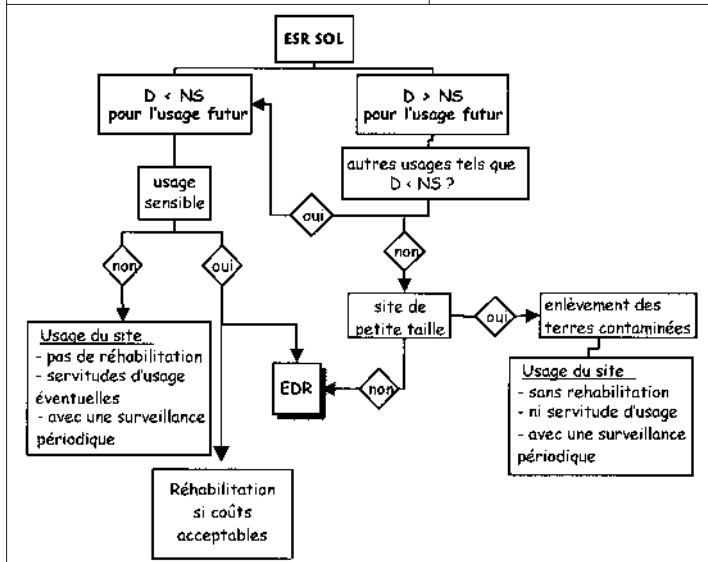 ESR SOL
D < NS
pour l'usage futur
D > NS
pour l'usage futur
autres usages tels que
D < NS ?
usage
sensible
oui
non
non
oui
site de
petite taille
oui
enlèvement des
terres contaminées
Usage du site
- pas de réhabilitation
- servitudes d'usage
éventuelles
- avec une surveillance
périodique
EDR
non
Usage du site
- sans rehabilitation
- ni servitude d'usage
- avec une surveillance
périodique
Réhabilitation
si coûts
acceptables